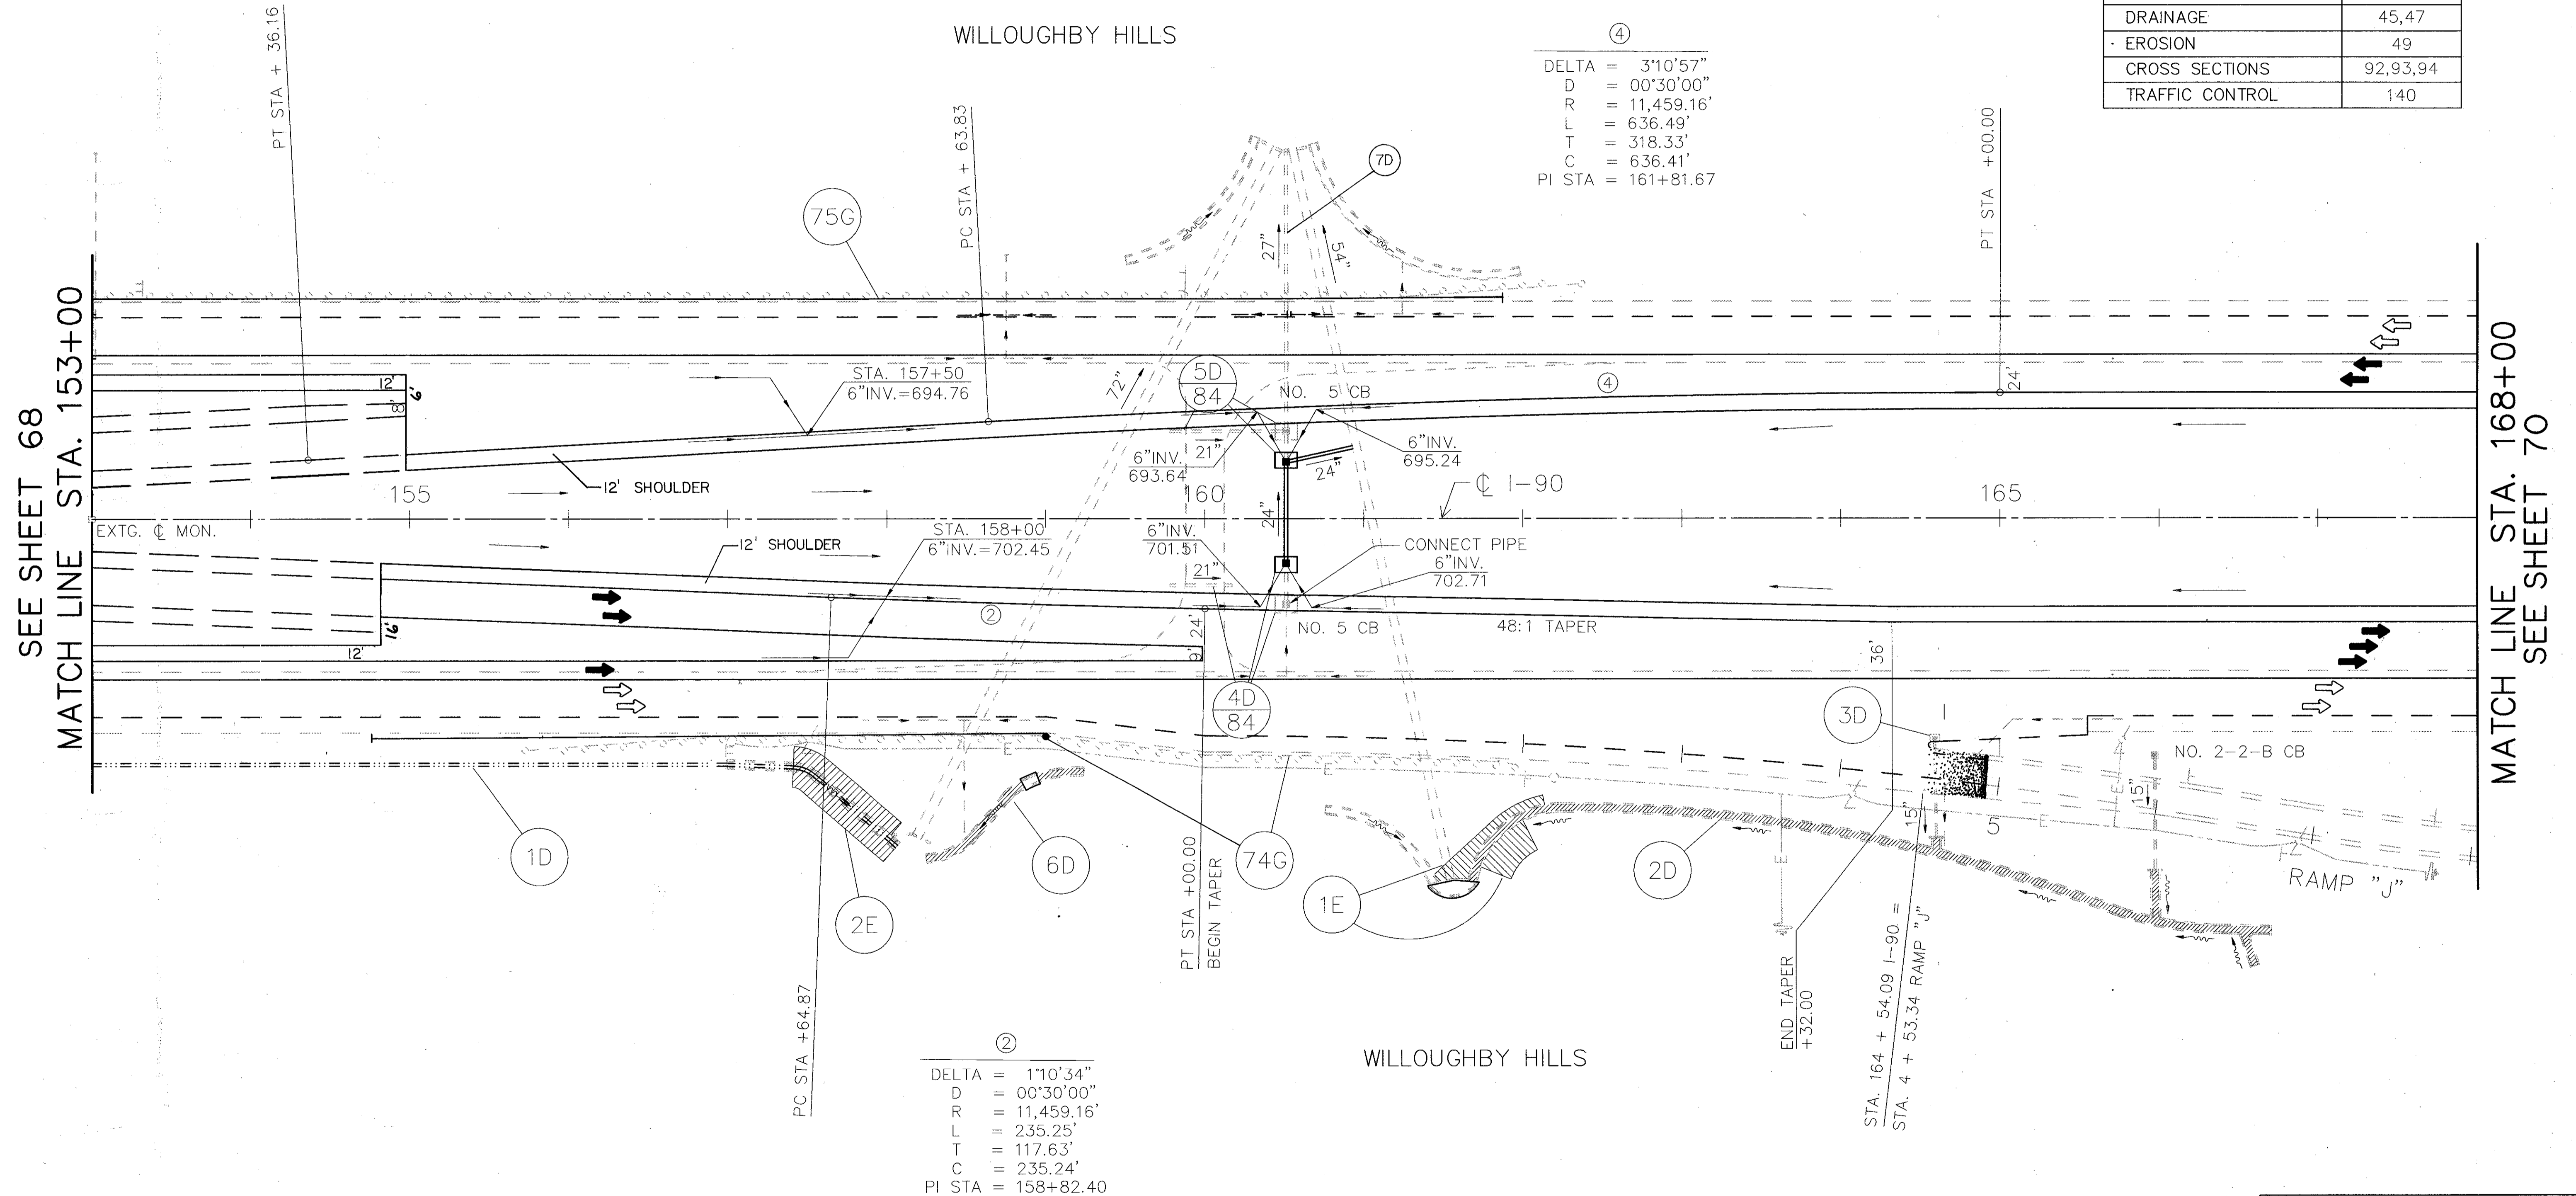 DRAINAGE 45,47
EROSION 49
CROSS SECTIONS 92,93,94
TRAFFIC CONTROL 140
WILLOUGHBY HILLS
4
DELTA = 3°10'57"
D = 00°30'00"
R = 11,459.16'
L = 636.49'
T = 318.33'
C = 636.41'
PI STA = 161+81.67
PT STA + 36.16
PC STA + 63.83
PT STA +00.00
75G
7D
27"
54"
72"
SEE SHEET 68
MATCH LINE STA. 153+00
MATCH LINE STA. 168+00
SEE SHEET 70
12'
6'
8'
STA. 157+50
6"INV.=694.76
5D
84
NO. 5 CB
4
24'
21"
6"INV.
693.64
24"
6"INV.
695.24
12' SHOULDER
155
160
165
℄ I-90
24"
EXTG. ℄ MON.
12' SHOULDER
STA. 158+00
6"INV.=702.45
6"INV.
701.51
21"
CONNECT PIPE
6"INV.
702.71
2
24'
NO. 5 CB
48:1 TAPER
16'
12'
9'
36'
4D
84
3D
NO. 2-2-B CB
15"
15"
E
E
E
E
E
5
1D
2E
6D
74G
1E
2D
RAMP "J"
PC STA +64.87
PT STA +00.00
BEGIN TAPER
END TAPER
+32.00
STA. 164 + 54.09 I-90 =
STA. 4 + 53.34 RAMP "J"
WILLOUGHBY HILLS
2
DELTA = 1°10'34"
D = 00°30'00"
R = 11,459.16'
L = 235.25'
T = 117.63'
C = 235.24'
PI STA = 158+82.40